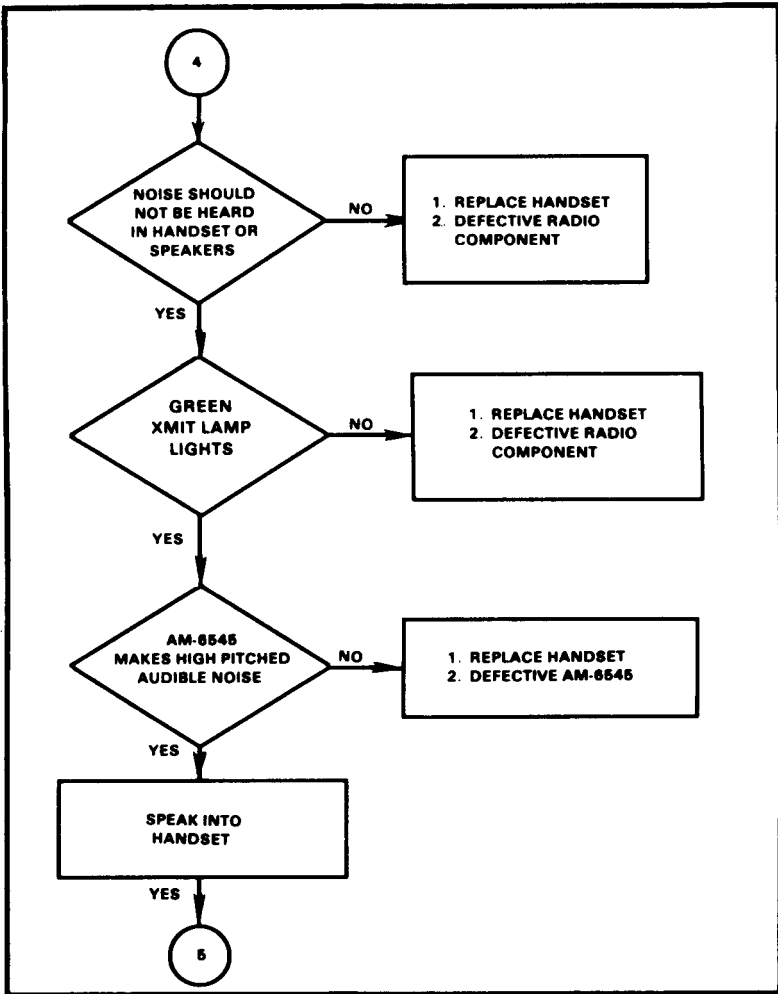 4
NOISE SHOULD
NOT BE HEARD
IN HANDSET OR
SPEAKERS
NO
1. REPLACE HANDSET
2. DEFECTIVE RADIO
COMPONENT
YES
GREEN
XMIT LAMP
LIGHTS
NO
1. REPLACE HANDSET
2. DEFECTIVE RADIO
COMPONENT
YES
AM-6545
MAKES HIGH PITCHED
AUDIBLE NOISE
NO
1. REPLACE HANDSET
2. DEFECTIVE AM-6545
YES
SPEAK INTO
HANDSET
YES
5